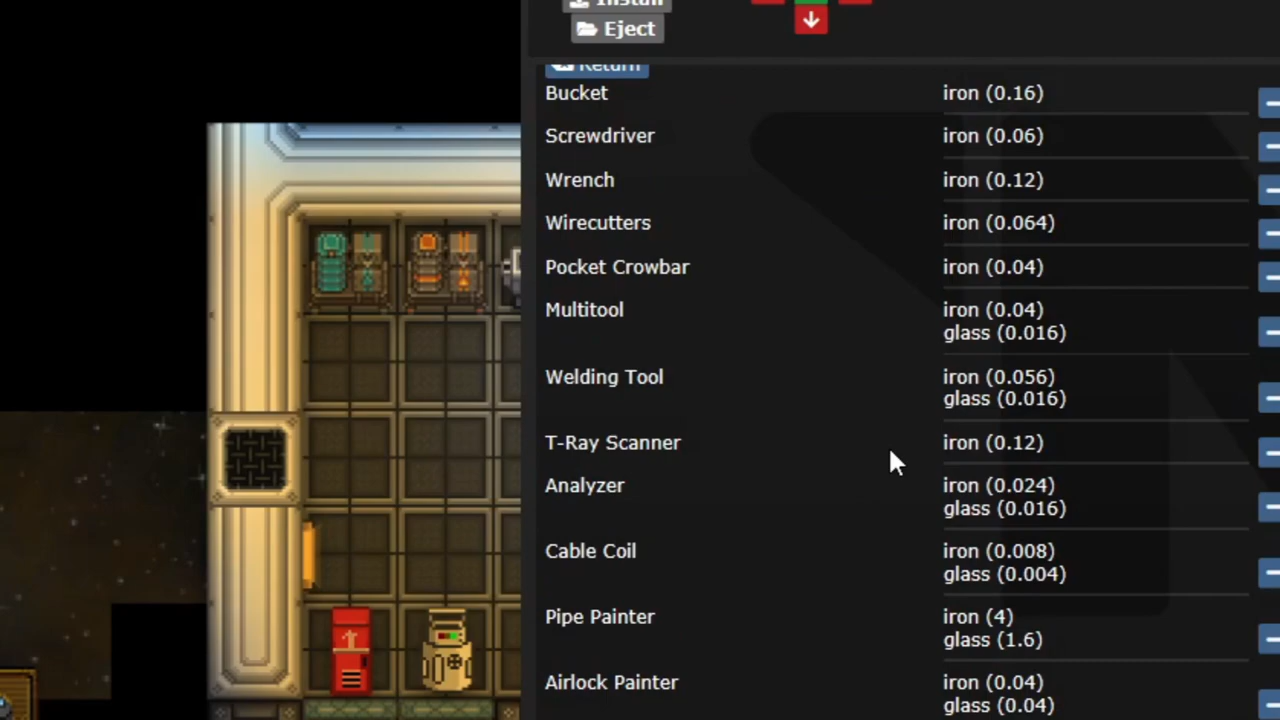 Install
Eject
Return
Bucket iron (0.16)
Screwdriver iron (0.06)
Wrench iron (0.12)
Wirecutters iron (0.064)
Pocket Crowbar iron (0.04)
Multitool iron (0.04)
glass (0.016)
Welding Tool iron (0.056)
glass (0.016)
T-Ray Scanner iron (0.12)
Analyzer iron (0.024)
glass (0.016)
Cable Coil iron (0.008)
glass (0.004)
Pipe Painter iron (4)
glass (1.6)
Airlock Painter iron (0.04)
glass (0.04)